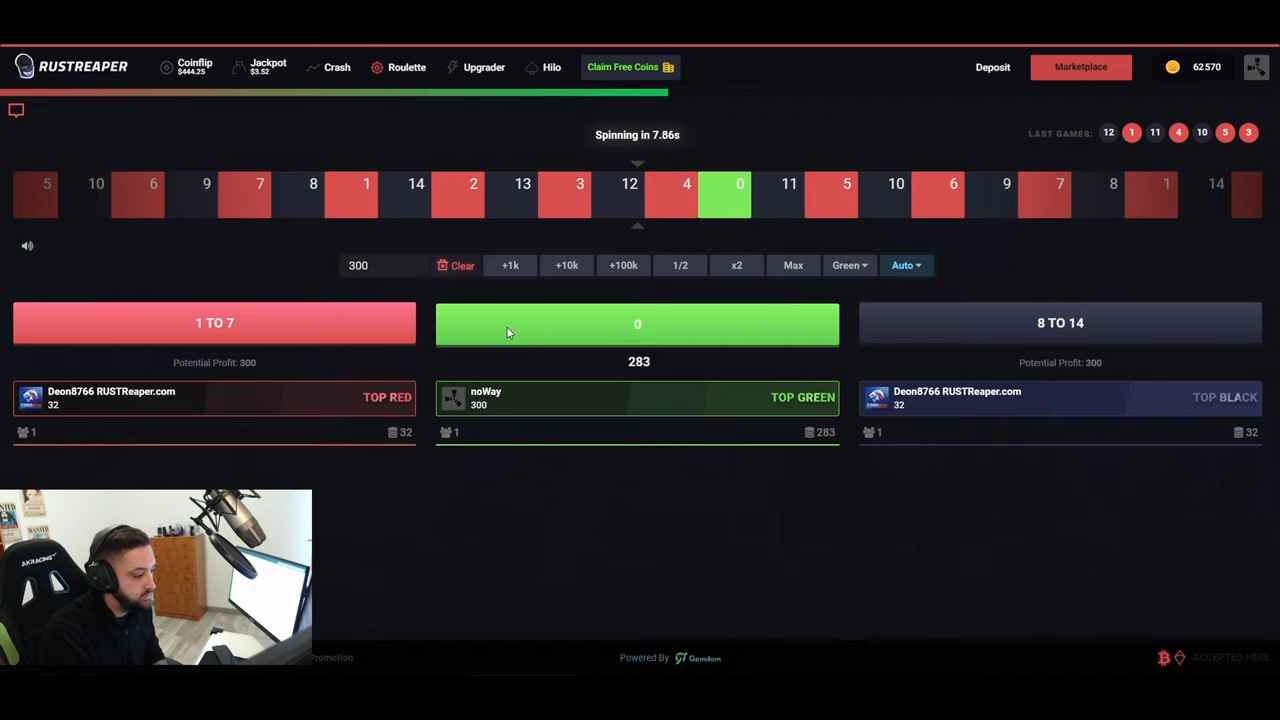 RUSTREAPER
Coinflip
$444.25
Jackpot
$3.52
Crash
Roulette
Upgrader
Hilo
Claim Free Coins
Deposit
Marketplace
62 570
Spinning in 7.86s
LAST GAMES: 12 1 11 4 10 5 3
5 10 6 9 7 8 1 14 2 13 3 12 4 0 11 5 10 6 9 7 8 1 14
300 Clear +1k +10k +100k 1/2 x2 Max Green Auto
1 TO 7
0
8 TO 14
Potential Profit: 300
283
Potential Profit: 300
Deon8766 RUSTReaper.com
32
TOP RED
noWay
300
TOP GREEN
Deon8766 RUSTReaper.com
32
TOP BLACK
1 32
1 283
1 32
AKRACING
Promotion
Powered By Gamdom
ACCEPTED HERE